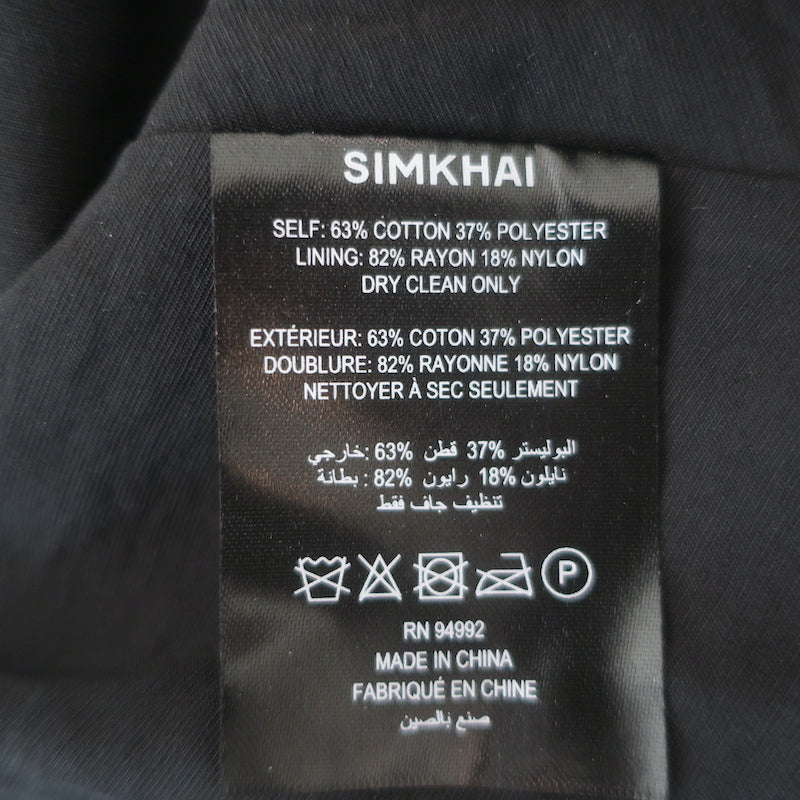 SIMKHAI
SELF: 63% COTTON 37% POLYESTER
LINING: 82% RAYON 18% NYLON
DRY CLEAN ONLY
EXTÉRIEUR: 63% COTON 37% POLYESTER
DOUBLURE: 82% RAYONNE 18% NYLON
NETTOYER À SEC SEULEMENT
خارجي: 63% قطن 37% البوليستر
بطانة: 82% رايون 18% نايلون
تنظيف جاف فقط
P
RN 94992
MADE IN CHINA
FABRIQUÉ EN CHINE
صنع بالصين